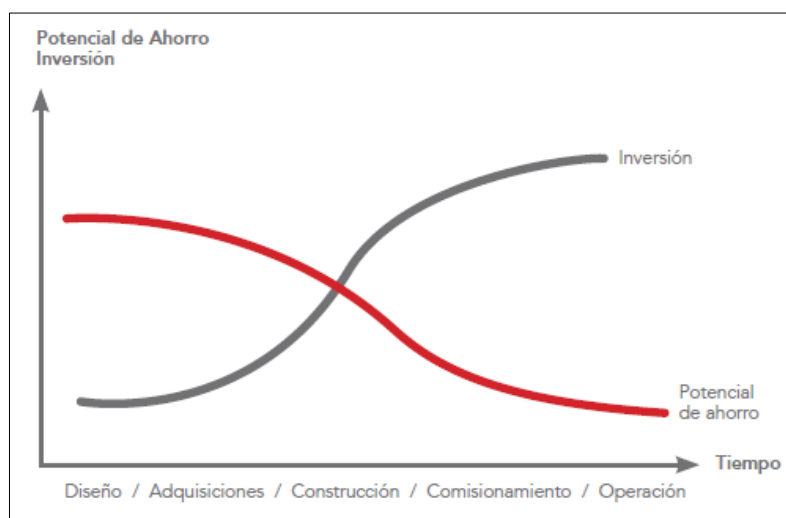 Potencial de Ahorro
Inversión
Inversión
Potencial
de ahorro
Tiempo
Diseño / Adquisiciones / Construcción / Comisionamiento / Operación